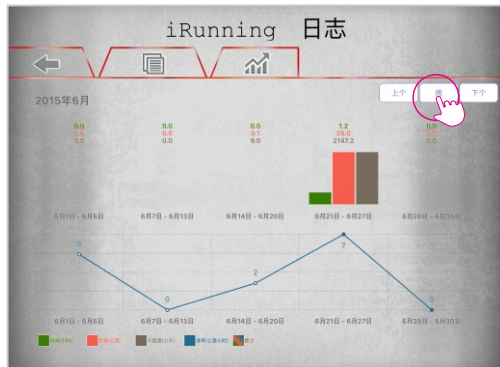 iRunning 日志
上个 周 下个
2015年6月
0.0 0.0 0.0 1.2 0.0
0.0 0.0 0.1 26.0 0.0
5.0 0.0 9.0 2147.2 0.0
6月1日 - 6月6日 6月7日 - 6月13日 6月14日 - 6月20日 6月21日 - 6月27日 6月28日 - 6月30日
5 0 2 7 0
6月1日 - 6月6日 6月7日 - 6月13日 6月14日 - 6月20日 6月21日 - 6月27日 6月28日 - 6月30日